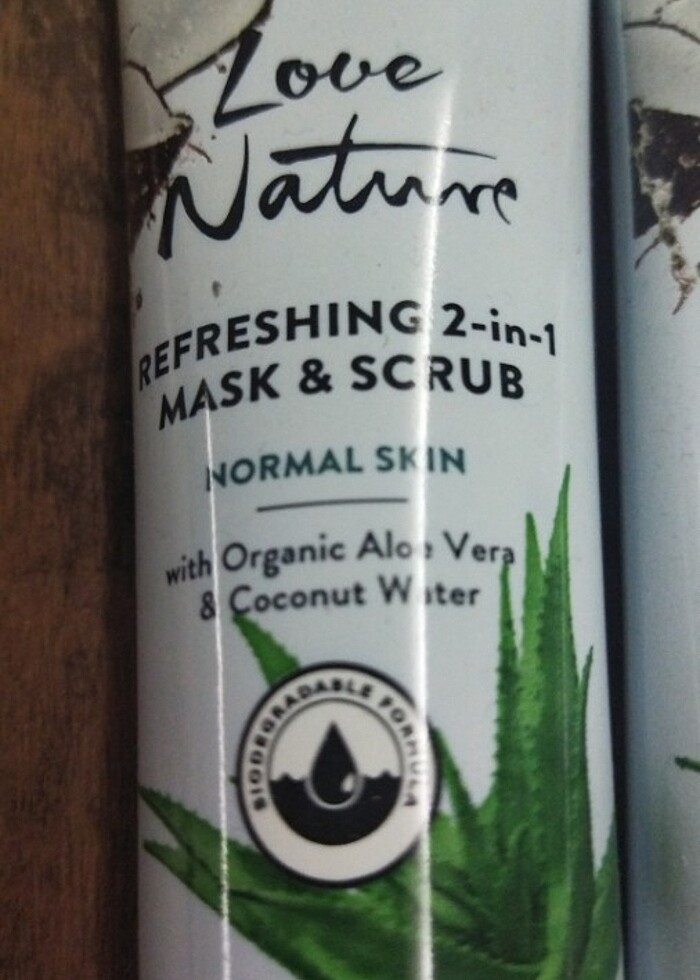 Love
Nature
REFRESHING 2-in-1
MASK & SCRUB
NORMAL SKIN
with Organic Aloe Vera
& Coconut Water
BIODEGRADABLE FORMULA